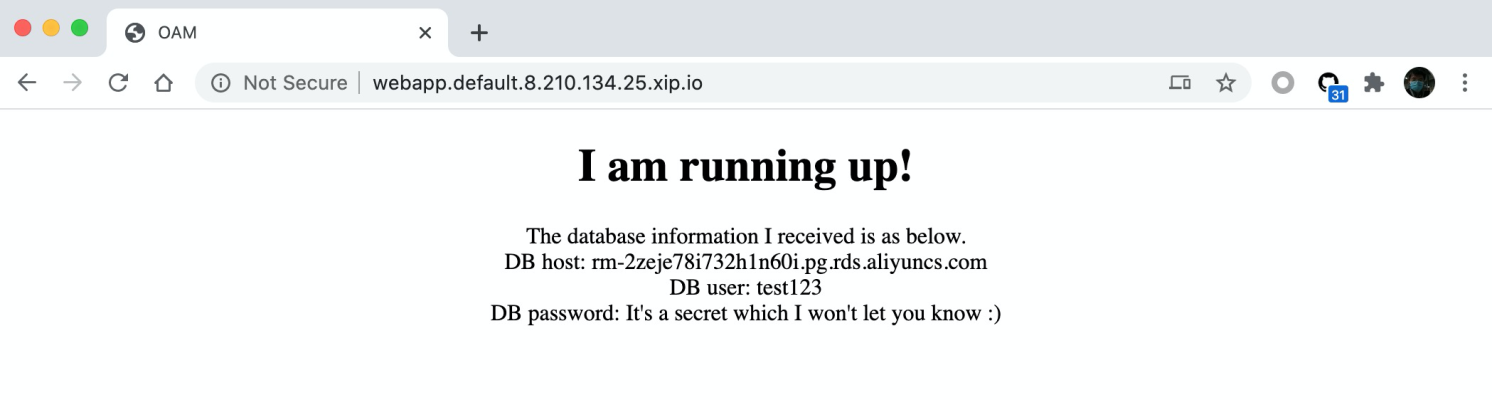 OAM
Not Secure webapp.default.8.210.134.25.xip.io
31
I am running up!
The database information I received is as below.
DB host: rm-2zeje78i732h1n60i.pg.rds.aliyuncs.com
DB user: test123
DB password: It's a secret which I won't let you know :)